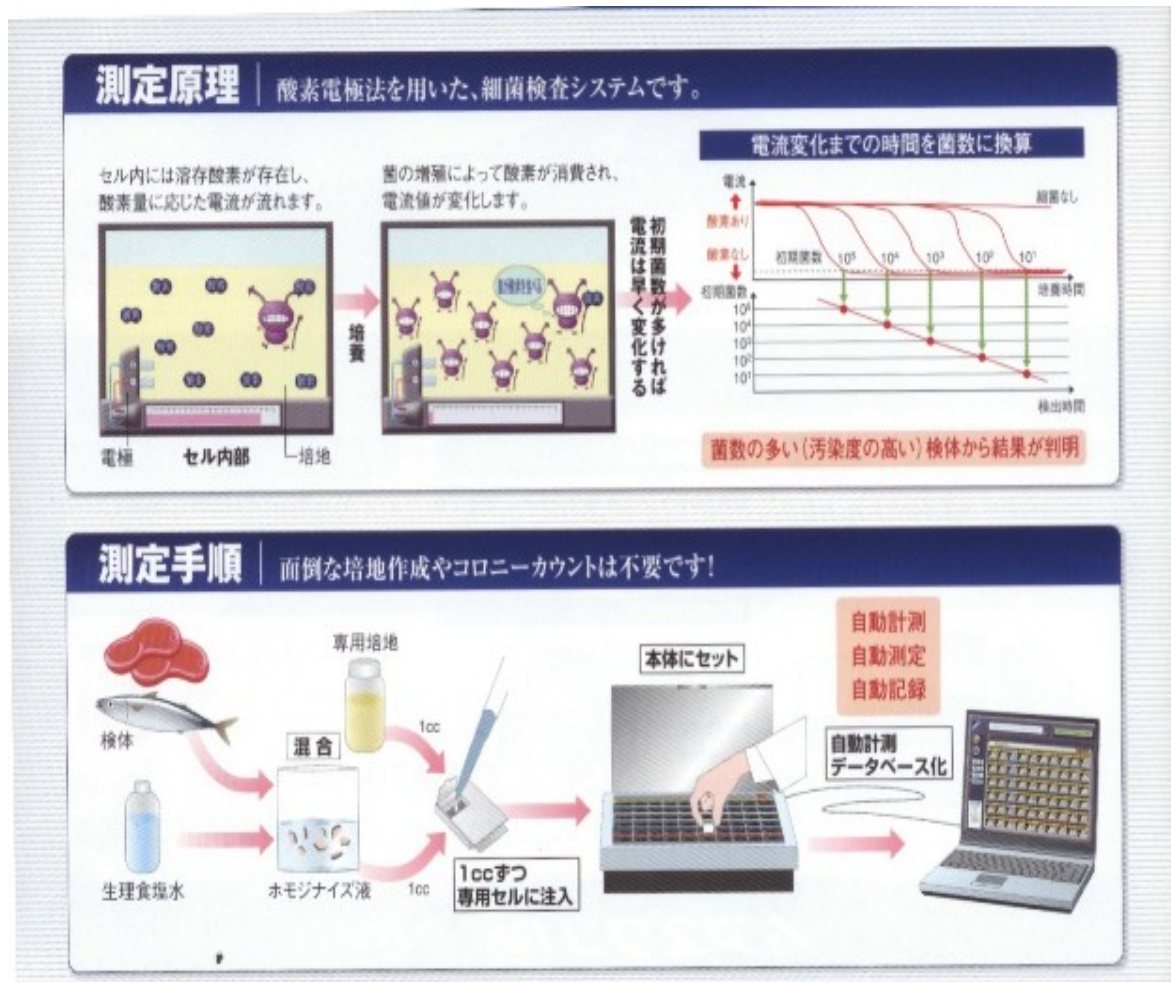 測定原理 酸素電極法を用いた、細菌検査システムです。
セル内には溶存酸素が存在し、
酸素量に応じた電流が流れます。
電極
セル内部
培地
培養
菌の増殖によって酸素が消費され、
電流値が変化します。
初期菌数が多ければ
電流は早く変化する
電流変化までの時間を菌数に換算
電流
酸素あり
酸素なし
細菌なし
初期菌数 10⁵ 10⁴ 10³ 10² 10¹
培養時間
初期菌数
10⁵
10⁴
10³
10²
10¹
検出時間
菌数の多い(汚染度の高い)検体から結果が判明
測定手順 面倒な培地作成やコロニーカウントは不要です!
検体
生理食塩水
混合
ホモジナイズ液
専用培地
1cc
1cc
1ccずつ
専用セルに注入
本体にセット
自動計測
自動測定
自動記録
自動計測
データベース化